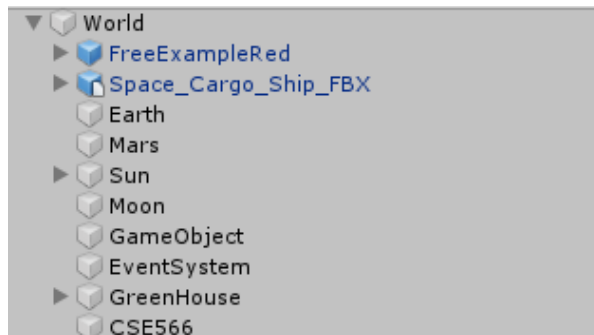 World
FreeExampleRed
Space_Cargo_Ship_FBX
Earth
Mars
Sun
Moon
GameObject
EventSystem
GreenHouse
CSE566